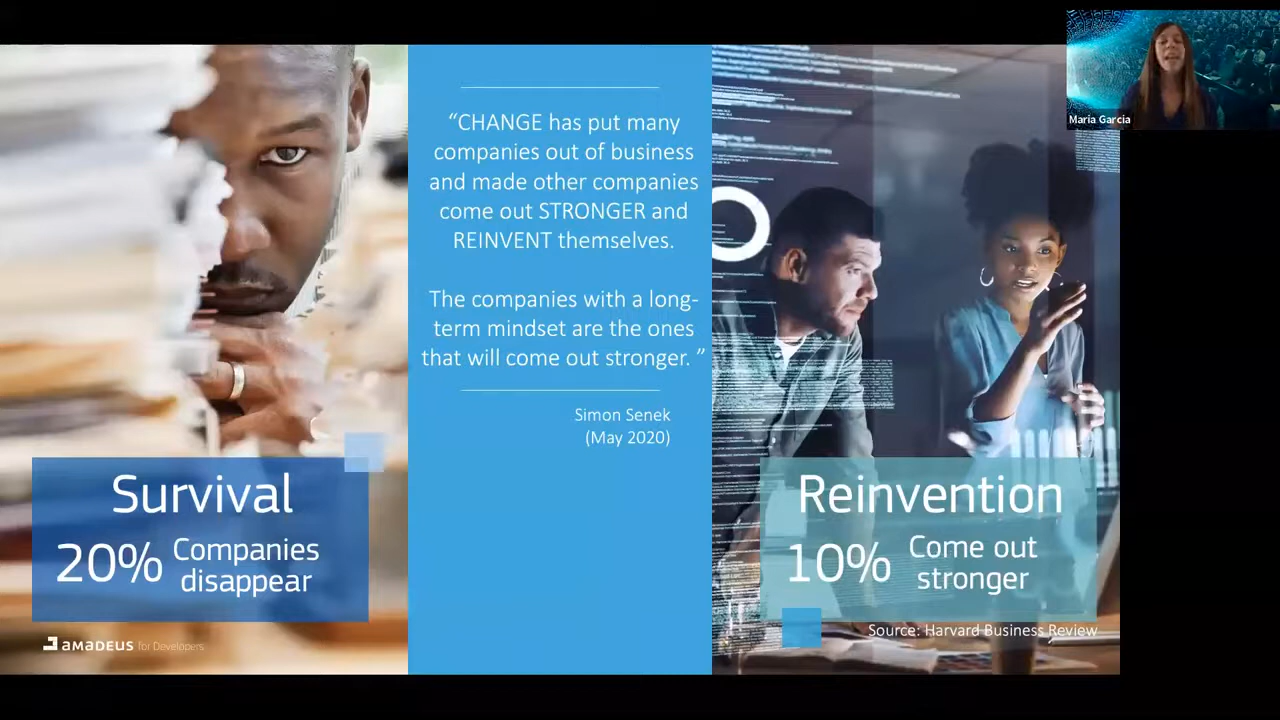 Maria Garcia
“CHANGE has put many
companies out of business
and made other companies
come out STRONGER and
REINVENT themselves.
The companies with a long-
term mindset are the ones
that will come out stronger. ”
Simon Senek
(May 2020)
Survival
20% Companies
disappear
amadeus for Developers
Reinvention
10% Come out
stronger
Source: Harvard Business Review